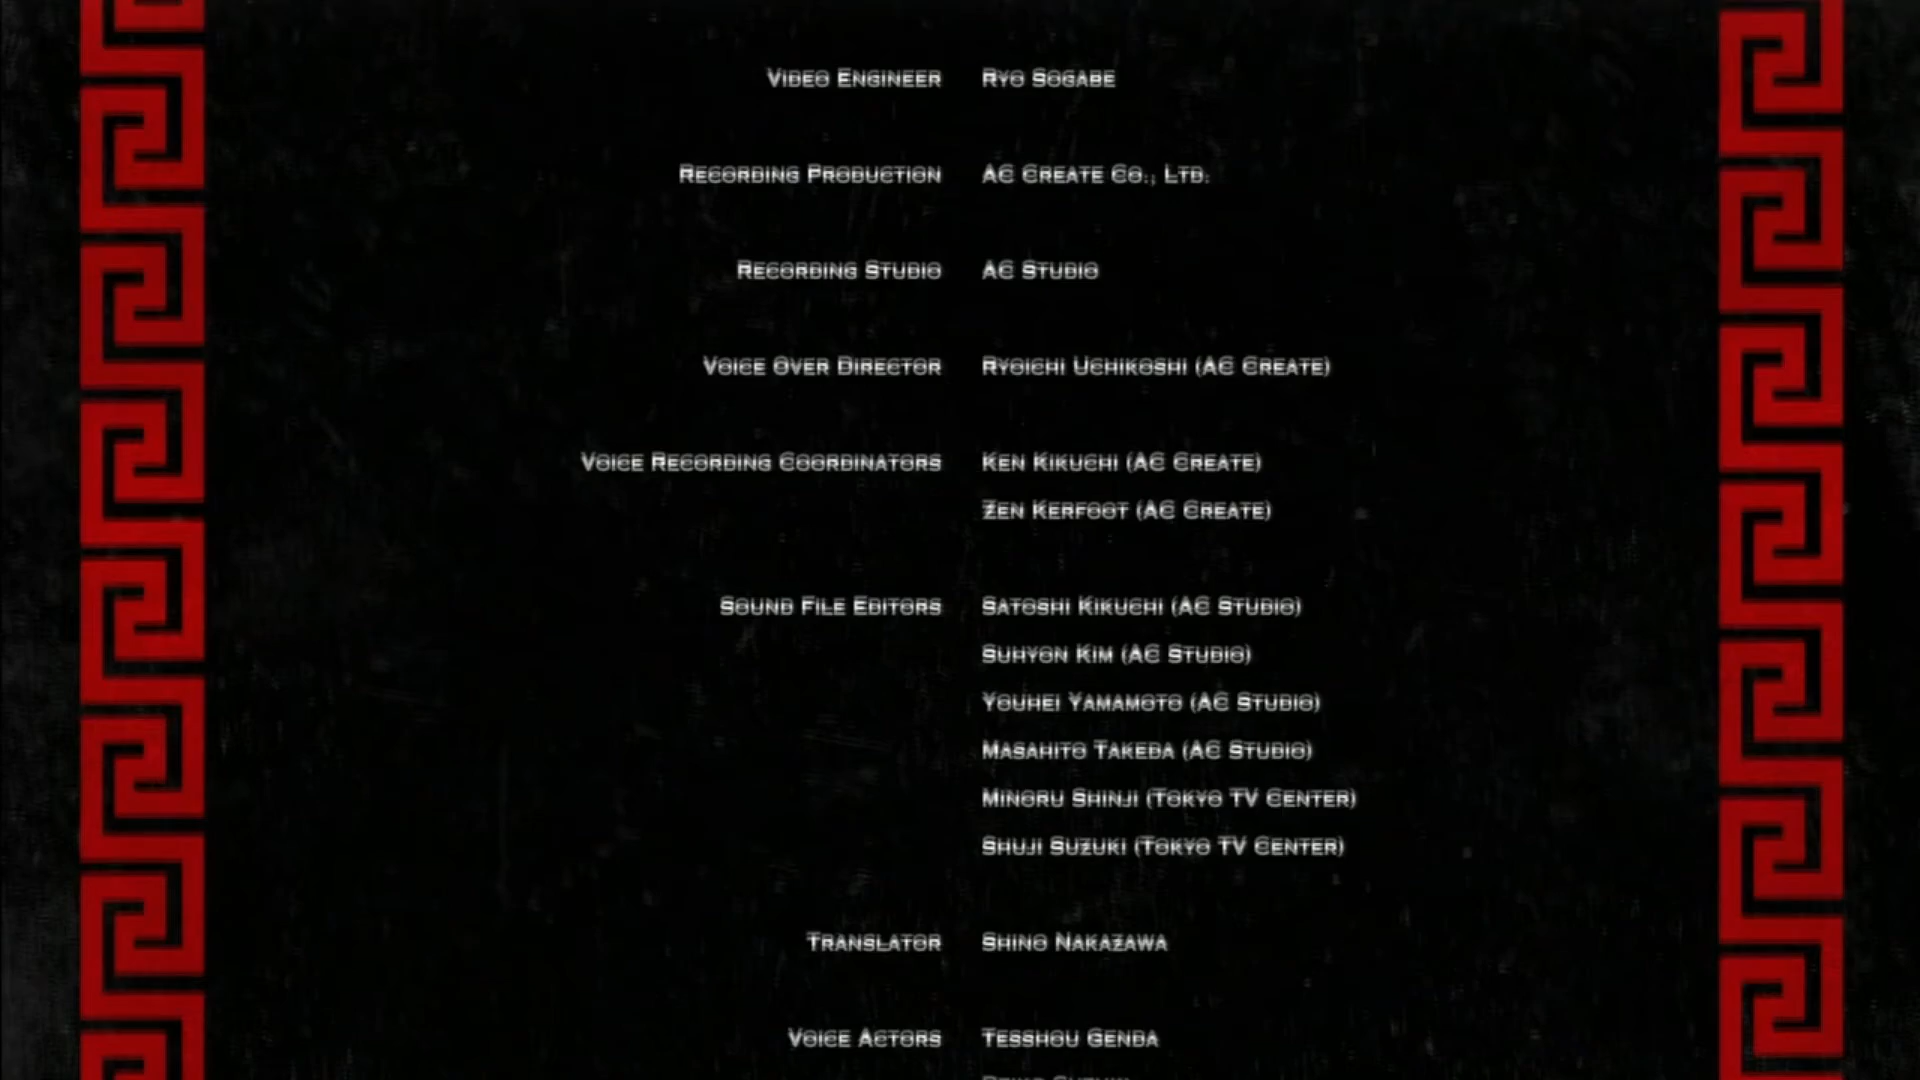 Video Engineer Ryo Sogabe
Recording Production AC Create Co., Ltd.
Recording Studio AC Studio
Voice Over Director Ryoichi Uchikoshi (AC Create)
Voice Recording Coordinators Ken Kikuchi (AC Create)
Zen Kerfoot (AC Create)
Sound File Editors Satoshi Kikuchi (AC Studio)
Suhyon Kim (AC Studio)
Youhei Yamamoto (AC Studio)
Masahito Takeda (AC Studio)
Minoru Shinji (Tokyo TV Center)
Shuji Suzuki (Tokyo TV Center)
Translator Shino Nakazawa
Voice Actors Tesshou Genda